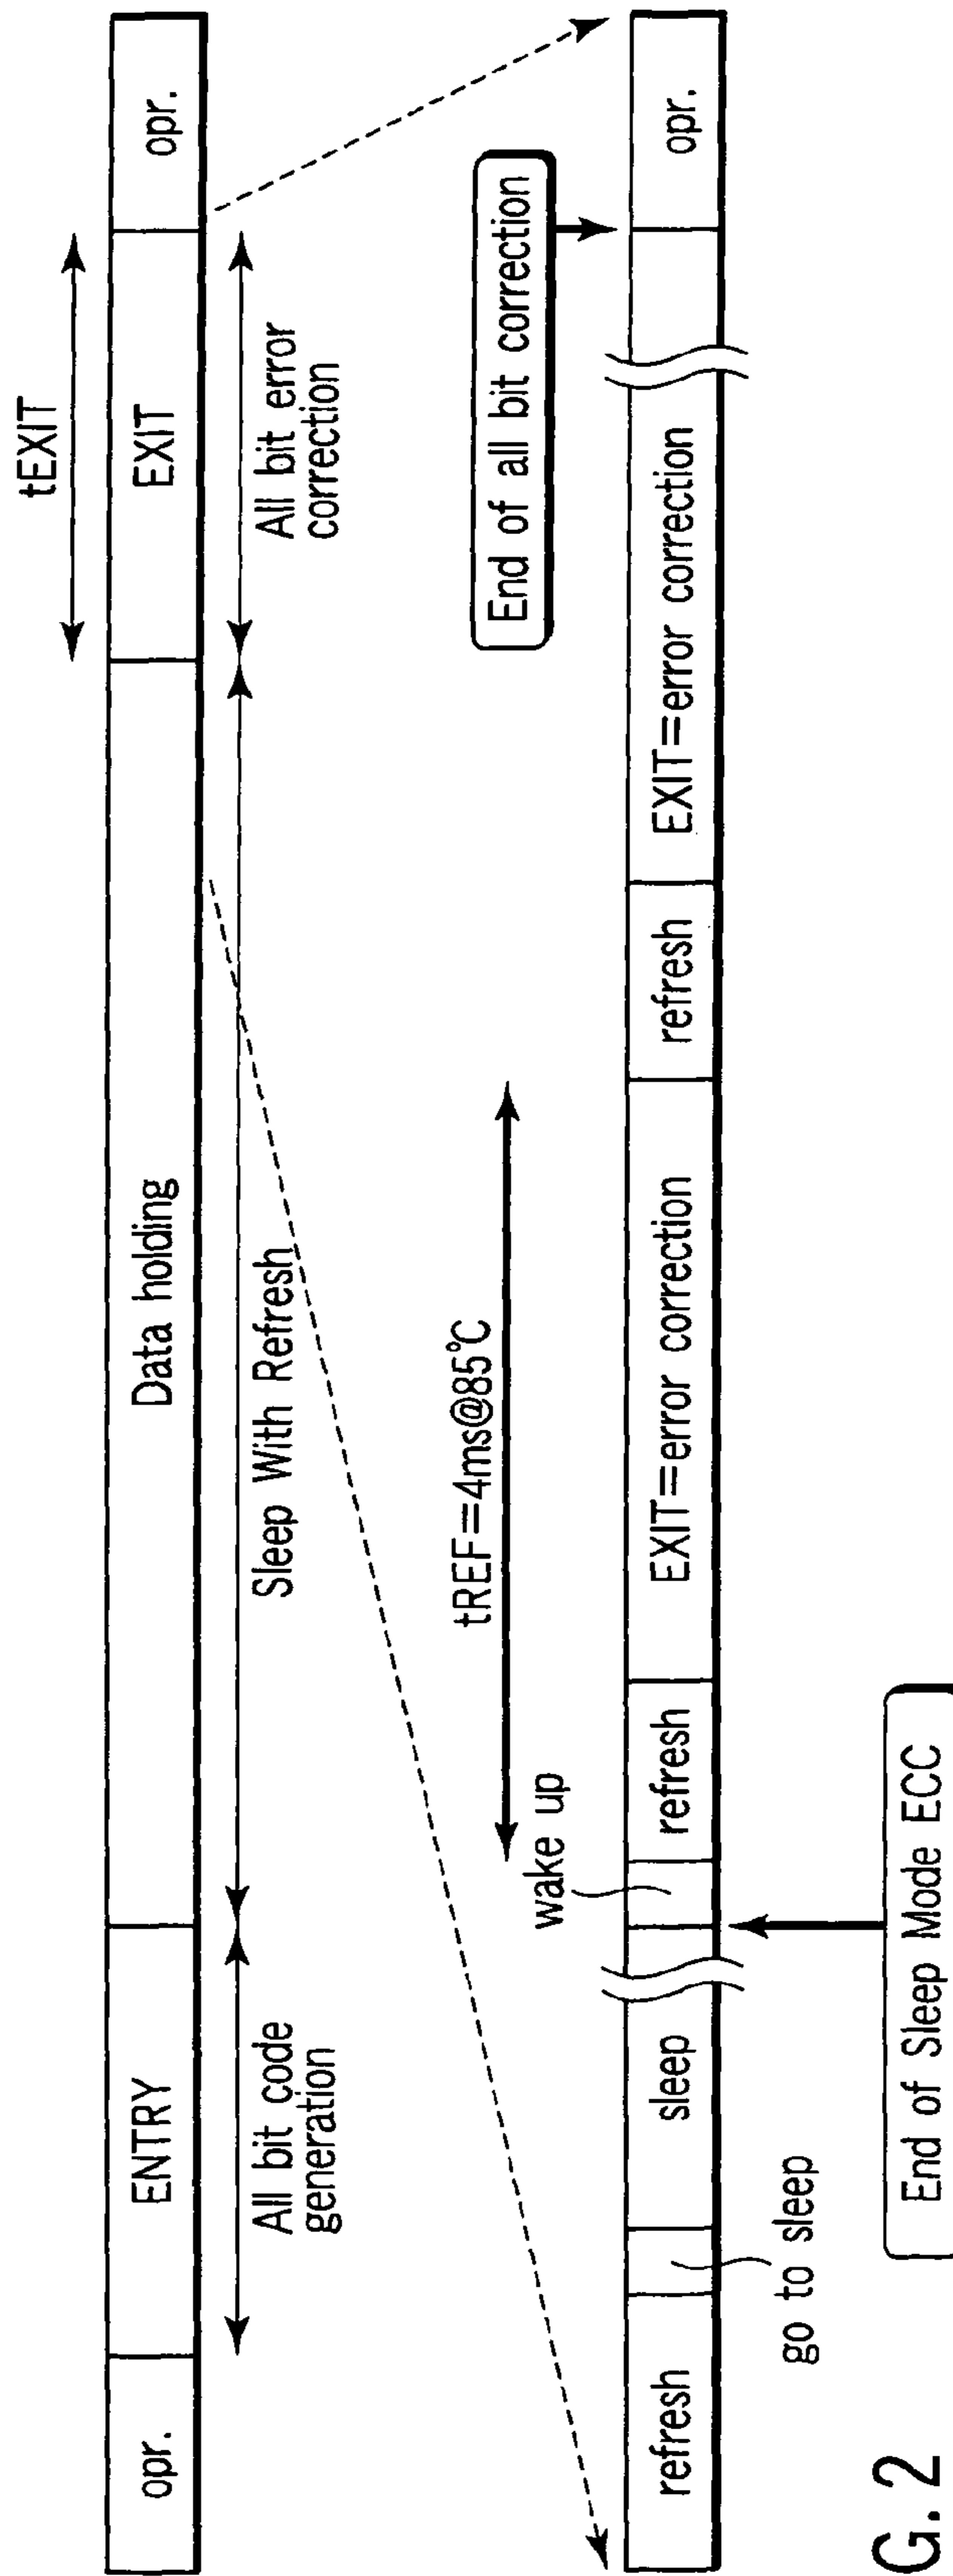 tEXIT
opr.
ENTRY
Data holding
EXIT
opr.
All bit code
generation
Sleep With Refresh
All bit error
correction
End of all bit correction
tREF=4ms@85℃
wake up
refresh
sleep
refresh
EXIT=error correction
refresh
EXIT=error correction
opr.
go to sleep
End of Sleep Mode ECC
G. 2